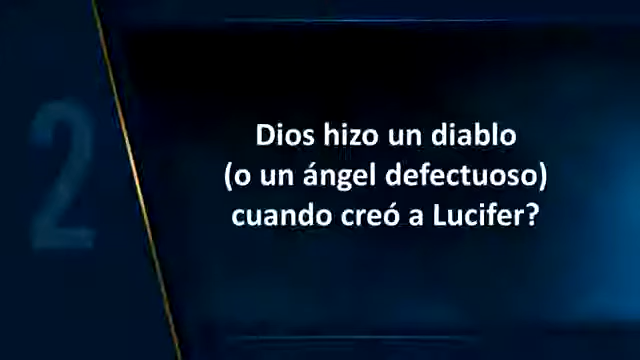 2
Dios hizo un diablo
(o un ángel defectuoso)
cuando creó a Lucifer?